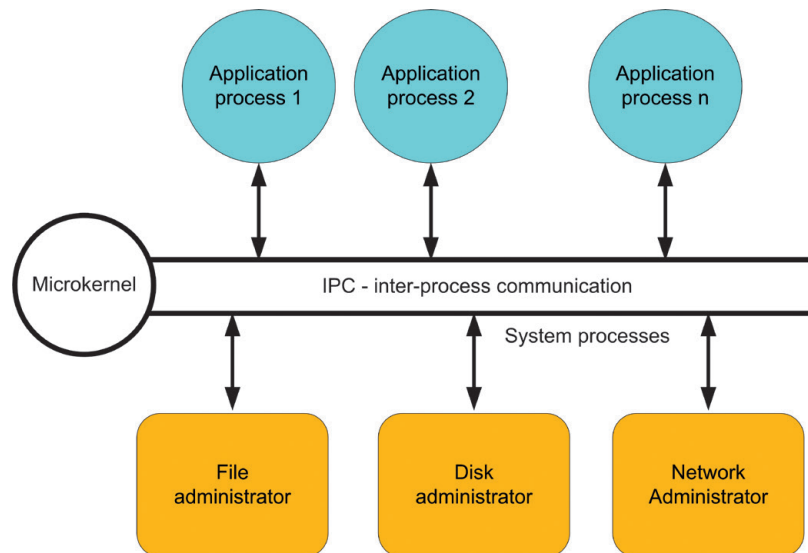 Application
process 1
Application
process 2
Application
process n
Microkernel
IPC - inter-process communication
System processes
File
administrator
Disk
administrator
Network
Administrator